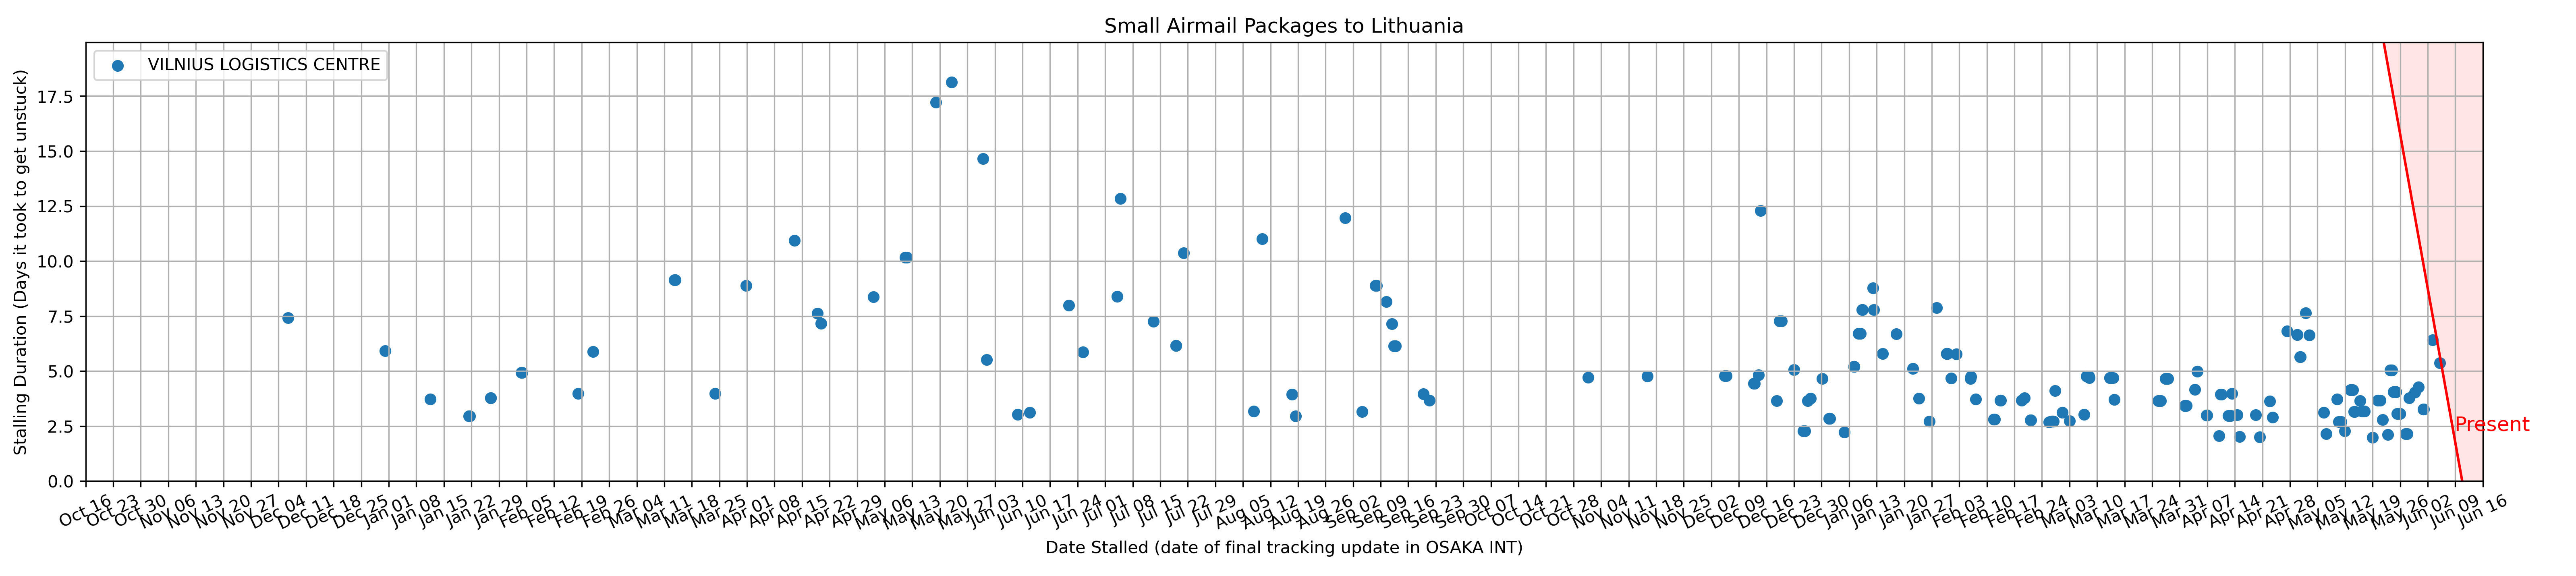 Small Airmail Packages to Lithuania
VILNIUS LOGISTICS CENTRE
Stalling Duration (Days it took to get unstuck)
17.5
15.0
12.5
10.0
7.5
5.0
2.5
0.0
Present
Oct 16 Oct 23 Oct 30 Nov 06 Nov 13 Nov 20 Nov 27 Dec 04 Dec 11 Dec 18 Dec 25 Jan 01 Jan 08 Jan 15 Jan 22 Jan 29 Feb 05 Feb 12 Feb 19 Feb 26 Mar 04 Mar 11 Mar 18 Mar 25 Apr 01 Apr 08 Apr 15 Apr 22 Apr 29 May 06 May 13 May 20 May 27 Jun 03 Jun 10 Jun 17 Jun 24 Jul 01 Jul 08 Jul 15 Jul 22 Jul 29 Aug 05 Aug 12 Aug 19 Aug 26 Sep 02 Sep 09 Sep 16 Sep 23 Sep 30 Oct 07 Oct 14 Oct 21 Oct 28 Nov 04 Nov 11 Nov 18 Nov 25 Dec 02 Dec 09 Dec 16 Dec 23 Dec 30 Jan 06 Jan 13 Jan 20 Jan 27 Feb 03 Feb 10 Feb 17 Feb 24 Mar 03 Mar 10 Mar 17 Mar 24 Mar 31 Apr 07 Apr 14 Apr 21 Apr 28 May 05 May 12 May 19 May 26 Jun 02 Jun 09 Jun 16
Date Stalled (date of final tracking update in OSAKA INT)